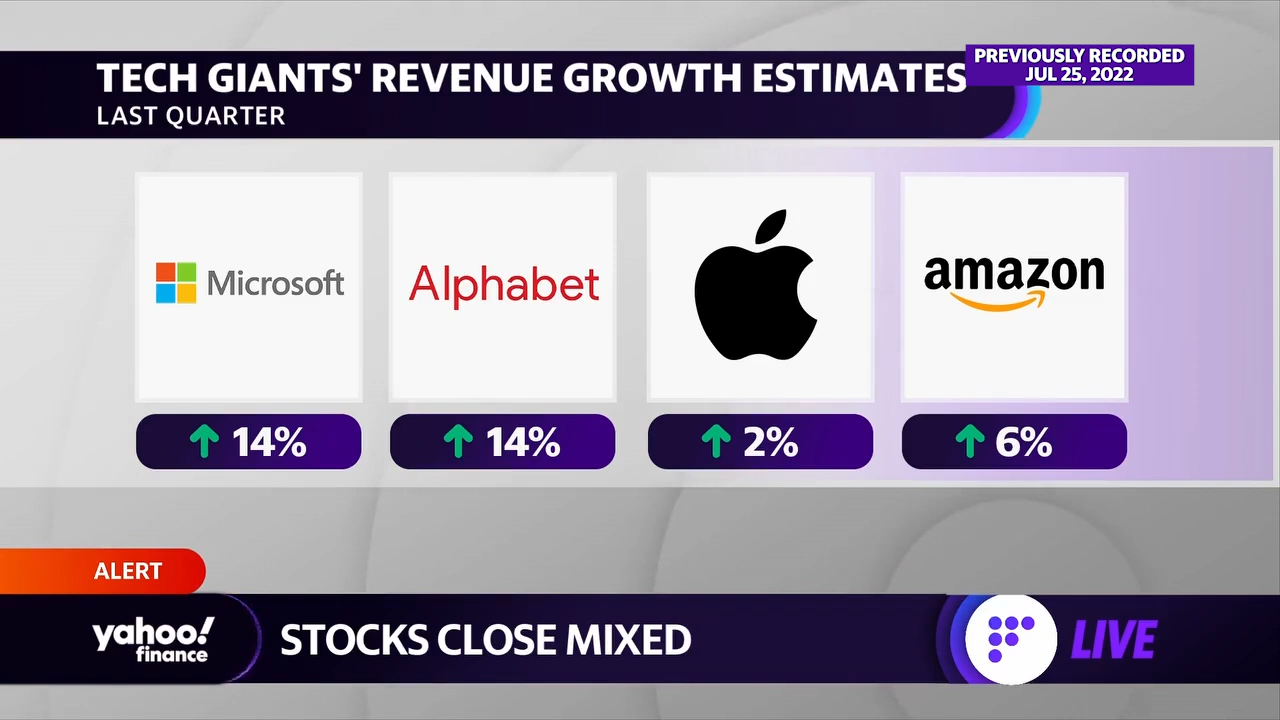 TECH GIANTS' REVENUE GROWTH ESTIMATES
LAST QUARTER
PREVIOUSLY RECORDED
JUL 25, 2022
Microsoft
Alphabet
amazon
14%
14%
2%
6%
ALERT
yahoo!
finance
STOCKS CLOSE MIXED
LIVE